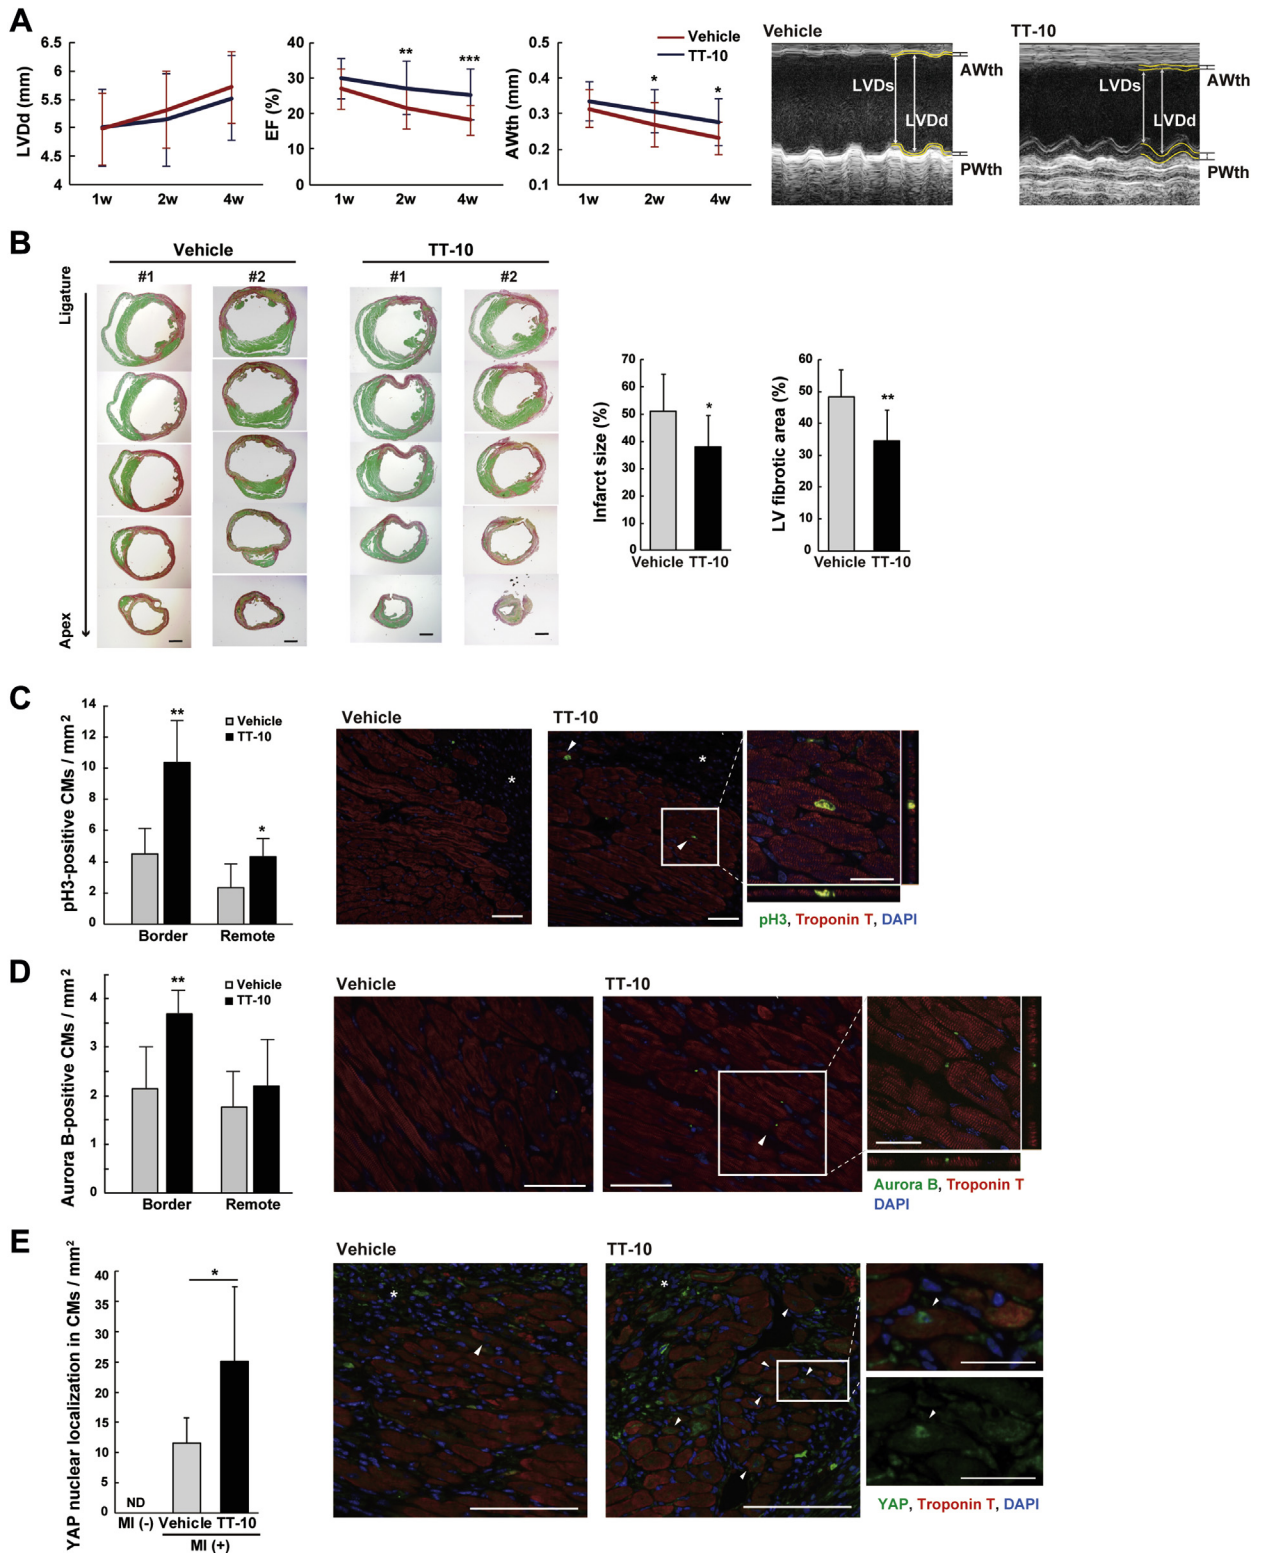 A
LVDd (mm)
6.5
6
5.5
5
4.5
4
1w 2w 4w
EF (%)
40
30
20
10
0
** ***
1w 2w 4w
AWth (mm)
0.5
0.4
0.3
0.2
0.1
* *
1w 2w 4w
Vehicle
TT-10
Vehicle
LVDs
LVDd
AWth
PWth
TT-10
LVDs
LVDd
AWth
PWth
B
Vehicle TT-10
#1 #2 #1 #2
Ligature
Apex
Infarct size (%)
70
60
50
40
30
20
10
0
*
Vehicle TT-10
LV fibrotic area (%)
60
50
40
30
20
10
0
**
Vehicle TT-10
C
pH3-positive CMs / mm2
14
12
10
8
6
4
2
0
** *
Vehicle
TT-10
Border Remote
Vehicle
*
TT-10
*
pH3, Troponin T, DAPI
D
Aurora B-positive CMs / mm2
4
3
2
1
0
**
Vehicle
TT-10
Border Remote
Vehicle
TT-10
Aurora B, Troponin T
DAPI
E
YAP nuclear localization in CMs / mm2
40
35
30
25
20
15
10
5
0
*
ND
MI (-) Vehicle TT-10
MI (+)
Vehicle
*
TT-10
*
YAP, Troponin T, DAPI